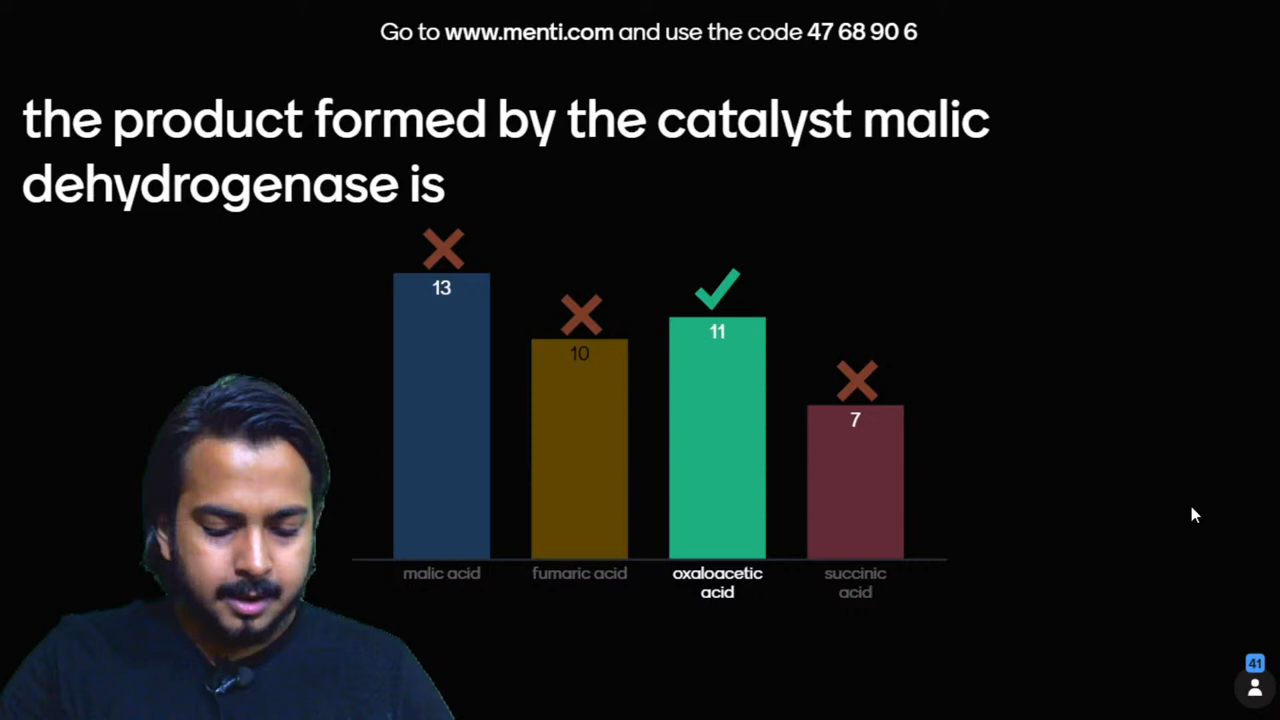 Go to www.menti.com and use the code 47 68 90 6
the product formed by the catalyst malic
dehydrogenase is
13
10
11
7
malic acid
fumaric acid
oxaloacetic
acid
succinic
acid
41